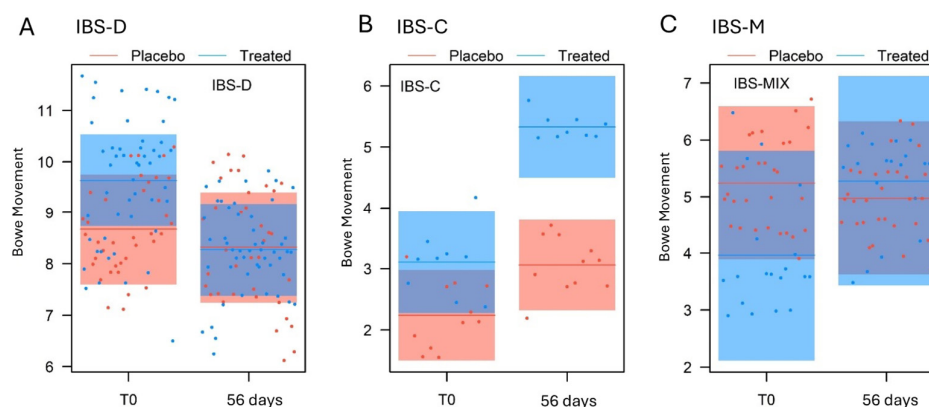 A IBS-D
Placebo Treated
IBS-D
Bowe Movement
11
10
9
8
7
6
T0 56 days
B IBS-C
Placebo Treated
IBS-C
Bowe Movement
6
5
4
3
2
T0 56 days
C IBS-M
Placebo Treated
IBS-MIX
Bowe Movement
7
6
5
4
3
2
T0 56 days